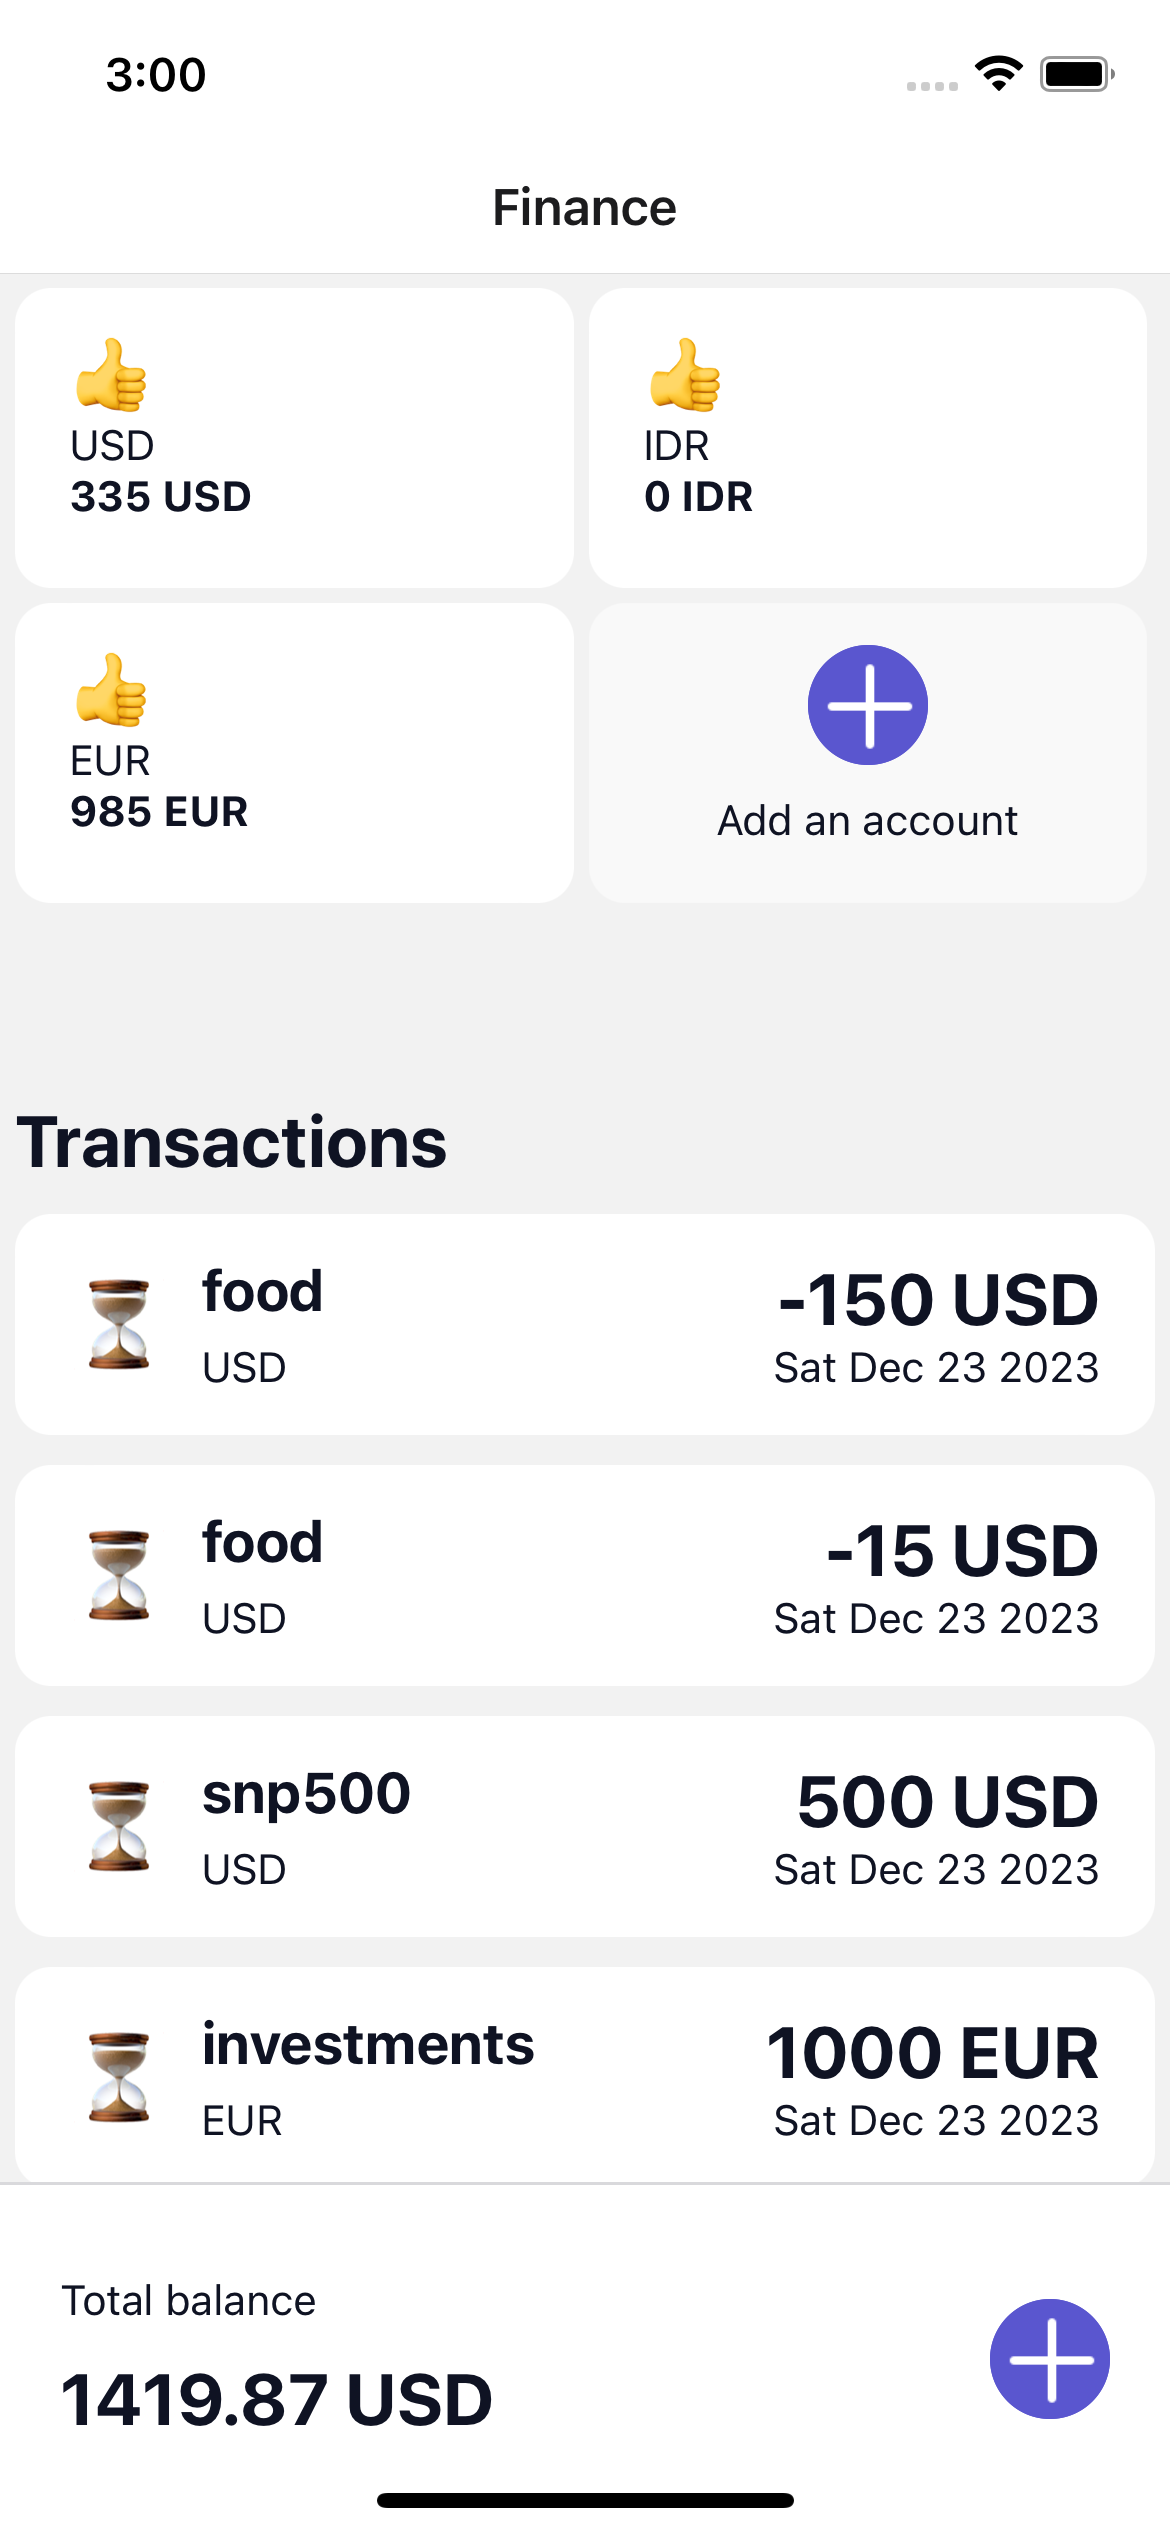 3:00
Finance
USD
335 USD
IDR
0 IDR
EUR
985 EUR
Add an account
Transactions
food
-150 USD
USD
Sat Dec 23 2023
food
-15 USD
USD
Sat Dec 23 2023
snp500
500 USD
USD
Sat Dec 23 2023
investments
1000 EUR
EUR
Sat Dec 23 2023
Total balance
1419.87 USD